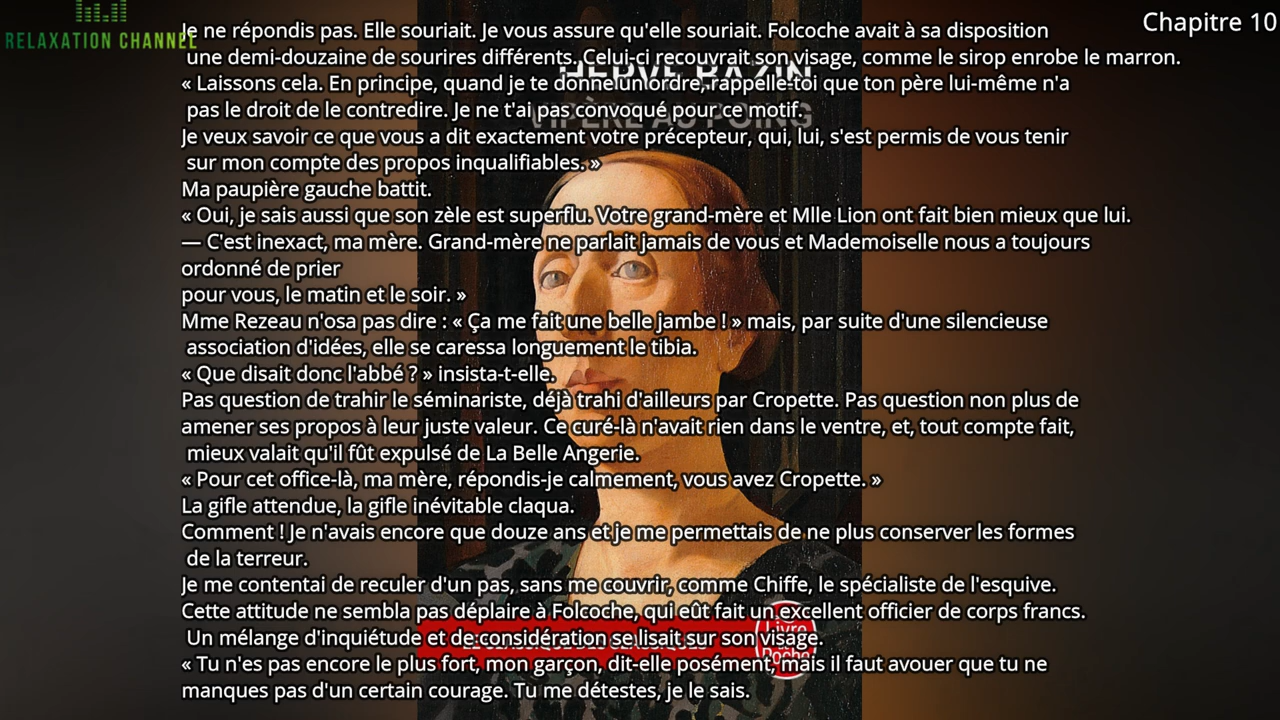 RELAXATION CHANNEL
Chapitre 10
HERVÉ BAZIN
VIPÈRE AU POING
Je ne répondis pas. Elle souriait. Je vous assure qu'elle souriait. Folcoche avait à sa disposition
une demi-douzaine de sourires différents. Celui-ci recouvrait son visage, comme le sirop enrobe le marron.
« Laissons cela. En principe, quand je te donne un ordre, rappelle-toi que ton père lui-même n'a
pas le droit de le contredire. Je ne t'ai pas convoqué pour ce motif.
Je veux savoir ce que vous a dit exactement votre précepteur, qui, lui, s'est permis de vous tenir
sur mon compte des propos inqualifiables. »
Ma paupière gauche battit.
« Oui, je sais aussi que son zèle est superflu. Votre grand-mère et Mlle Lion ont fait bien mieux que lui.
— C'est inexact, ma mère. Grand-mère ne parlait jamais de vous et Mademoiselle nous a toujours
ordonné de prier
pour vous, le matin et le soir. »
Mme Rezeau n'osa pas dire : « Ça me fait une belle jambe ! » mais, par suite d'une silencieuse
association d'idées, elle se caressa longuement le tibia.
« Que disait donc l'abbé ? » insista-t-elle.
Pas question de trahir le séminariste, déjà trahi d'ailleurs par Cropette. Pas question non plus de
amener ses propos à leur juste valeur. Ce curé-là n'avait rien dans le ventre, et, tout compte fait,
mieux valait qu'il fût expulsé de La Belle Angerie.
« Pour cet office-là, ma mère, répondis-je calmement, vous avez Cropette. »
La gifle attendue, la gifle inévitable claqua.
Comment ! Je n'avais encore que douze ans et je me permettais de ne plus conserver les formes
de la terreur.
Je me contentai de reculer d'un pas, sans me couvrir, comme Chiffe, le spécialiste de l'esquive.
Cette attitude ne sembla pas déplaire à Folcoche, qui eût fait un excellent officier de corps francs.
Un mélange d'inquiétude et de considération se lisait sur son visage.
« Tu n'es pas encore le plus fort, mon garçon, dit-elle posément, mais il faut avouer que tu ne
manques pas d'un certain courage. Tu me détestes, je le sais.
Livre
Poche